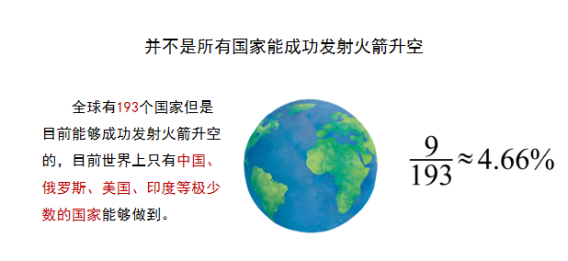 并不是所有国家能成功发射火箭升空
全球有193个国家但是
目前能够成功发射火箭升空
的，目前世界上只有中国、
俄罗斯、美国、印度等极少
数的国家能够做到。
9/193≈4.66%